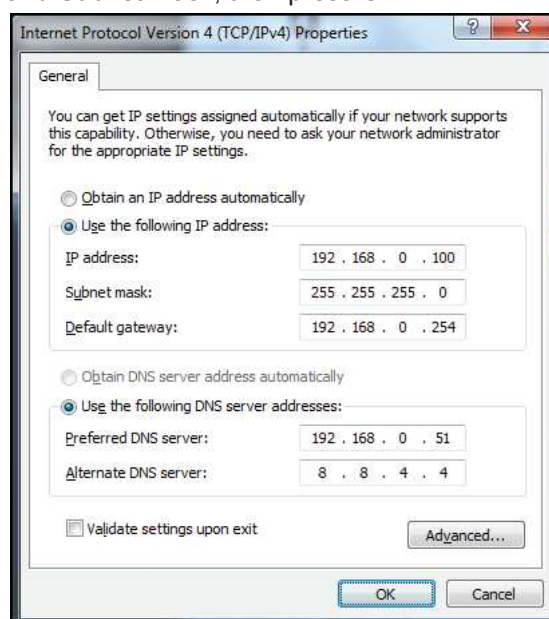 Internet Protocol Version 4 (TCP/IPv4) Properties
General
You can get IP settings assigned automatically if your network supports
this capability. Otherwise, you need to ask your network administrator
for the appropriate IP settings.
Obtain an IP address automatically
Use the following IP address:
IP address: 192 . 168 . 0 . 100
Subnet mask: 255 . 255 . 255 . 0
Default gateway: 192 . 168 . 0 . 254
Obtain DNS server address automatically
Use the following DNS server addresses:
Preferred DNS server: 192 . 168 . 0 . 51
Alternate DNS server: 8 . 8 . 4 . 4
Validate settings upon exit
Advanced...
OK Cancel